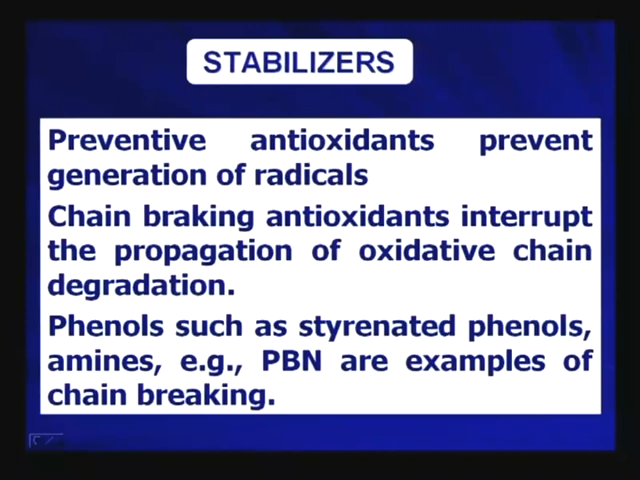 STABILIZERS
Preventive antioxidants prevent
generation of radicals
Chain braking antioxidants interrupt
the propagation of oxidative chain
degradation.
Phenols such as styrenated phenols,
amines, e.g., PBN are examples of
chain breaking.